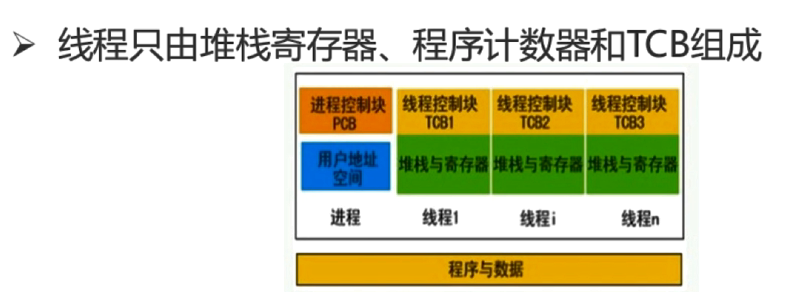 ➢ 线程只由堆栈寄存器、程序计数器和TCB组成
进程控制块 线程控制块 线程控制块 线程控制块
PCB TCB1 TCB2 TCB3
用户地址 堆栈与寄存器 堆栈与寄存器 堆栈与寄存器
空间
进程 线程1 线程i 线程n
程序与数据